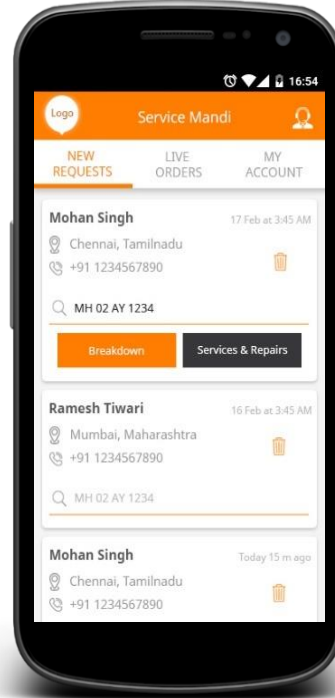 16:54
Logo
Service Mandi
NEW REQUESTS
LIVE ORDERS
MY ACCOUNT
Mohan Singh
17 Feb at 3:45 AM
Chennai, Tamilnadu
+91 1234567890
MH 02 AY 1234
Breakdown
Services & Repairs
Ramesh Tiwari
16 Feb at 3:45 AM
Mumbai, Maharashtra
+91 1234567890
MH 02 AY 1234
Mohan Singh
Today 15 m ago
Chennai, Tamilnadu
+91 1234567890